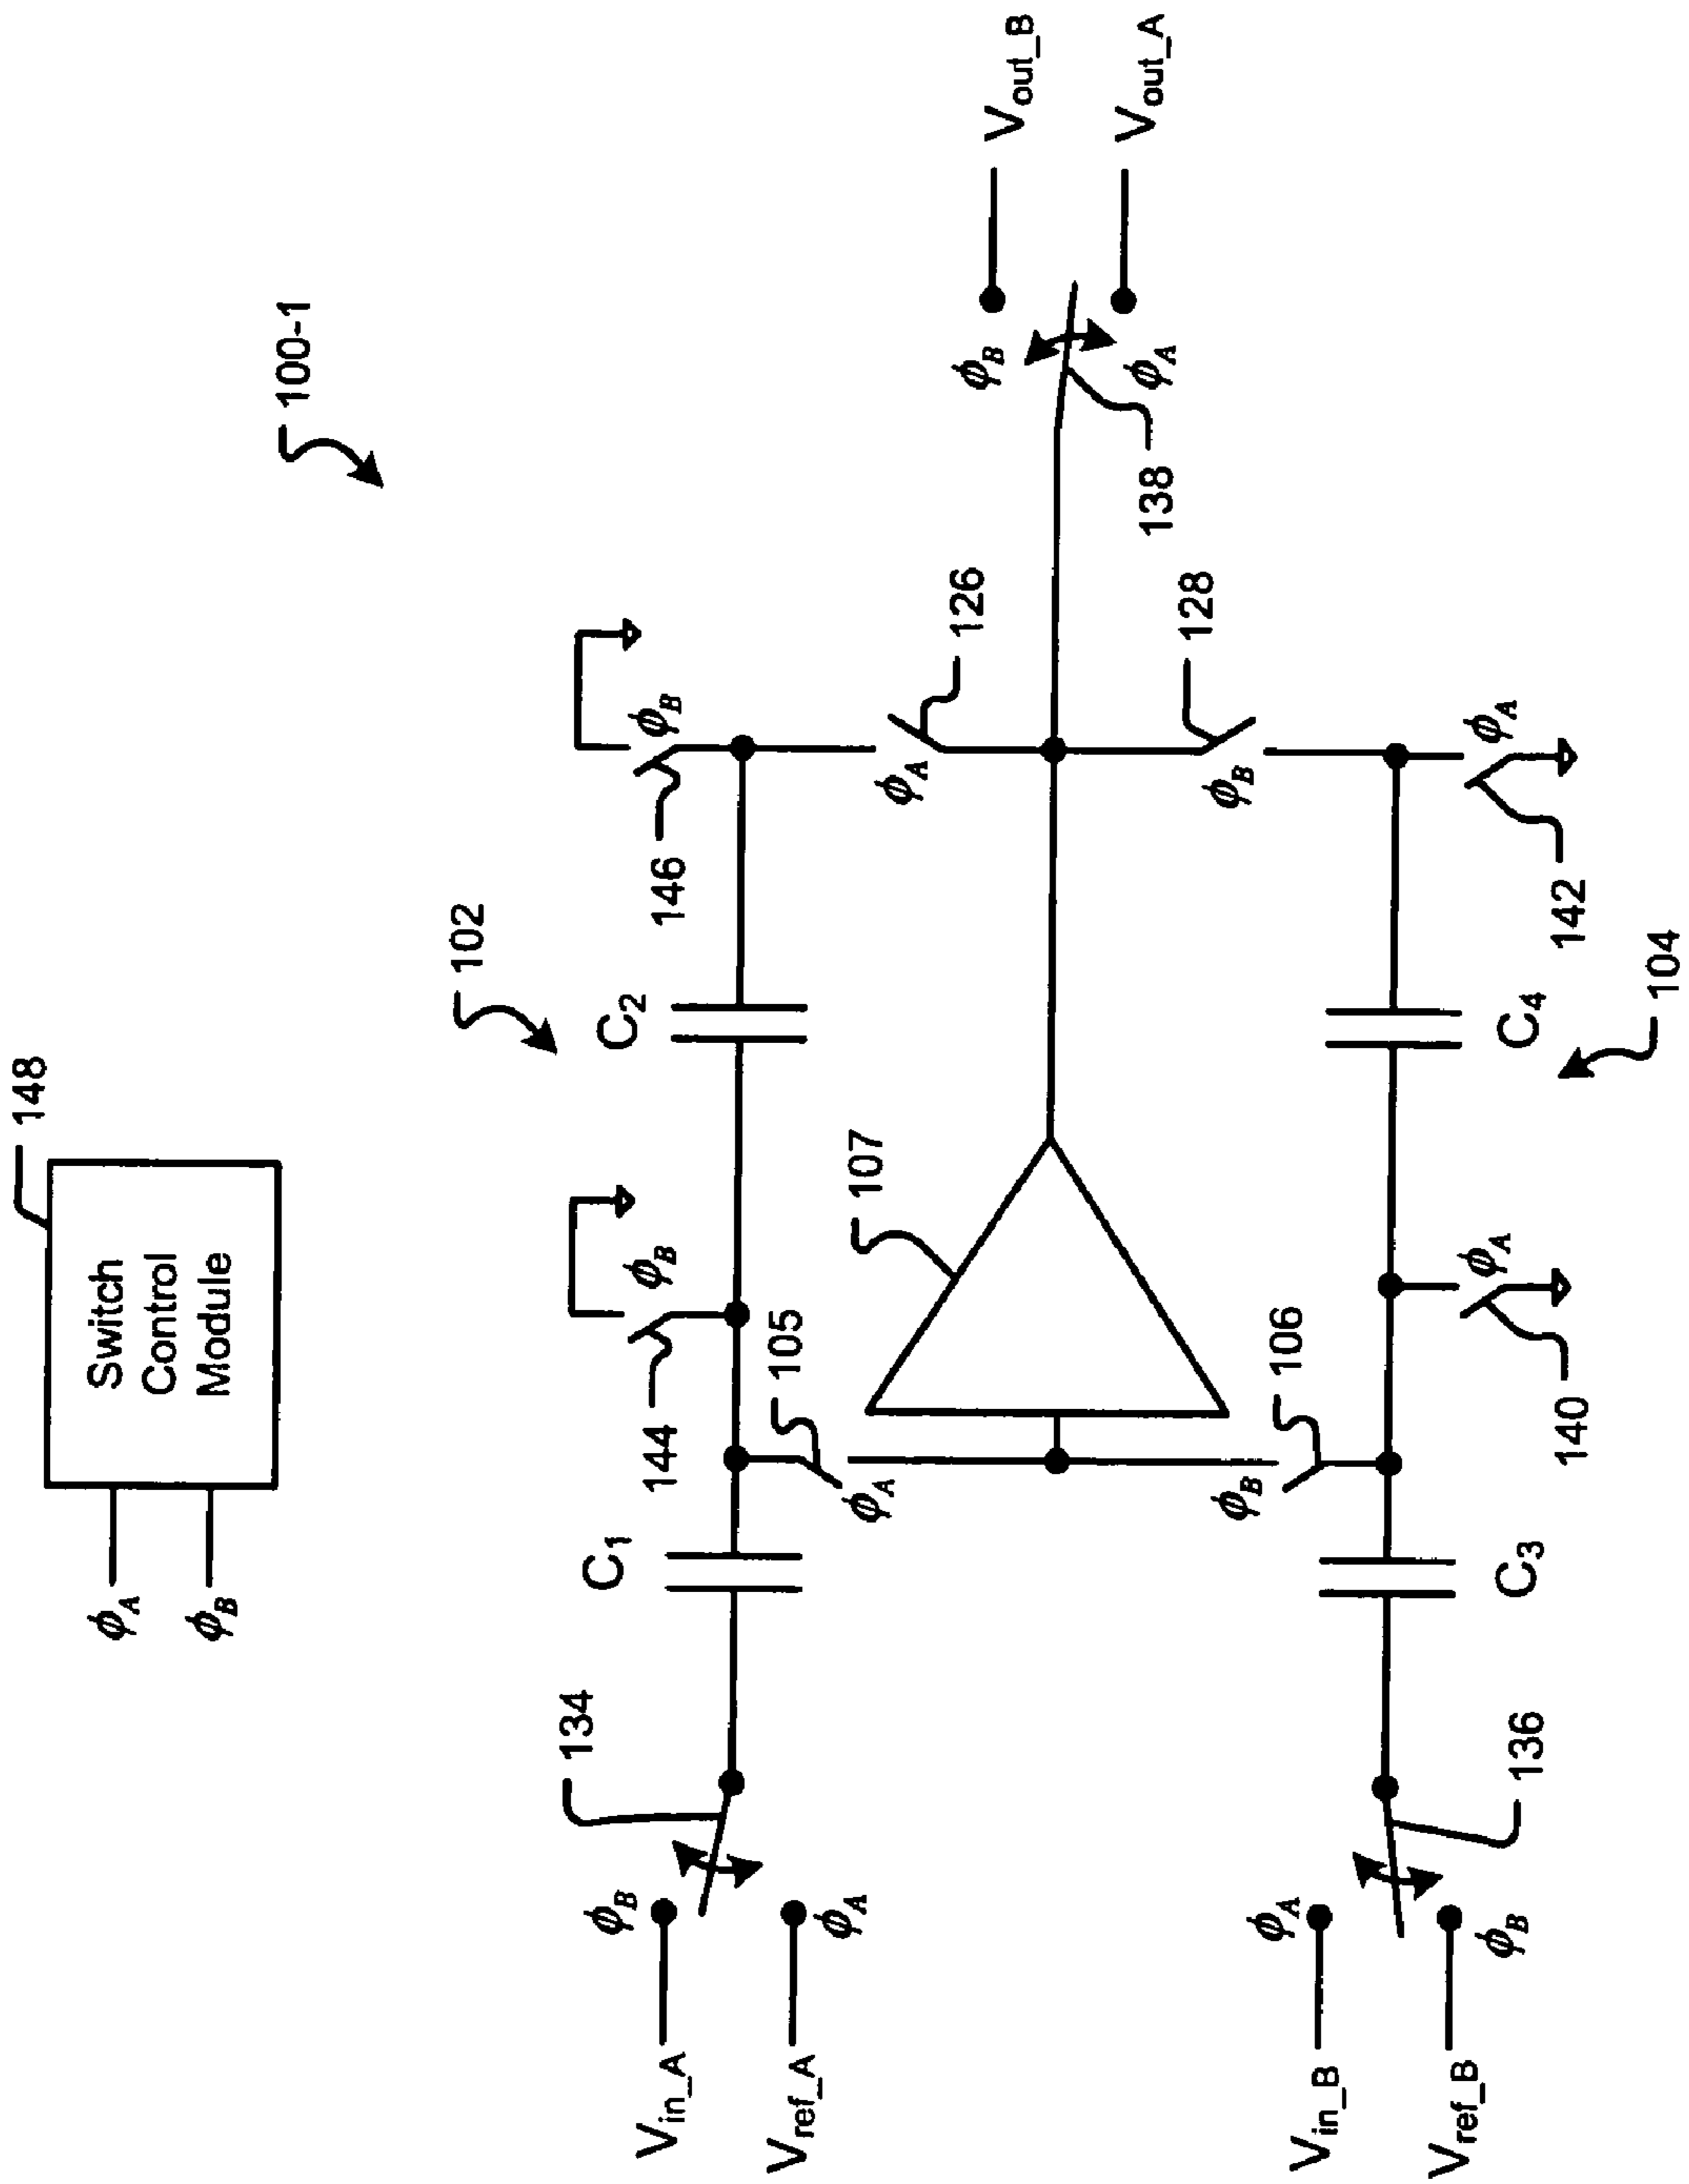 148
Switch
Control
Module
ϕA
ϕB
100-1
102
146
ϕB
144
ϕB
C1
C2
134
ϕB
Vin_A
Vref_A
ϕA
105
ϕA
107
ϕA
126
ϕB
128
138
ϕB
Vout_B
ϕA
Vout_A
106
ϕB
ϕA
Vin_B
Vref_B
ϕB
136
C3
140
ϕA
C4
142
ϕA
104